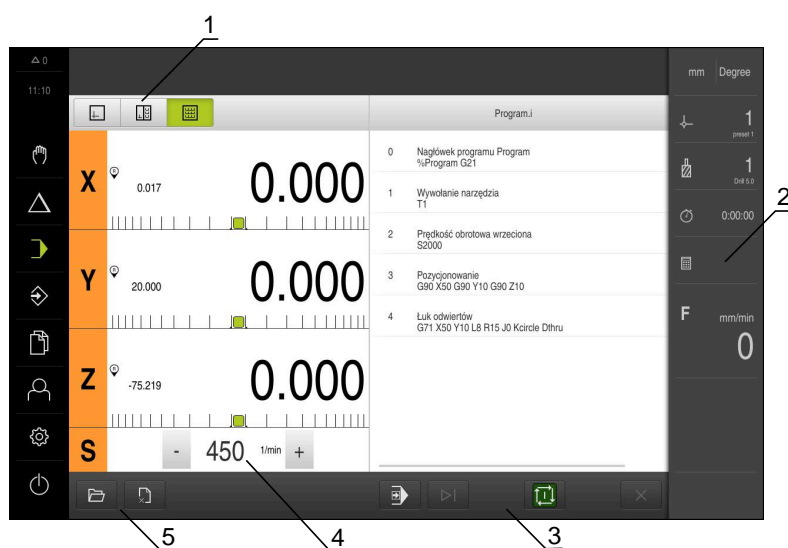 1
△ 0
11:10
mm Degree
Program.i
1
preset 1
X
R
0.017
0.000
0 Nagłówek programu Program
%Program G21
1 Wywołanie narzędzia
T1
1
Drill 5.0
2
0:00:00
2 Prędkość obrotowa wrzeciona
S2000
Y
R
20.000
0.000
3 Pozycjonowanie
G90 X50 G90 Y10 G90 Z10
4 Łuk odwiertów
G71 X50 Y10 L8 R15 J0 Kcircle Dthru
F mm/min
0
Z
R
-75.219
0.000
S - 450 1/min +
5
4
3